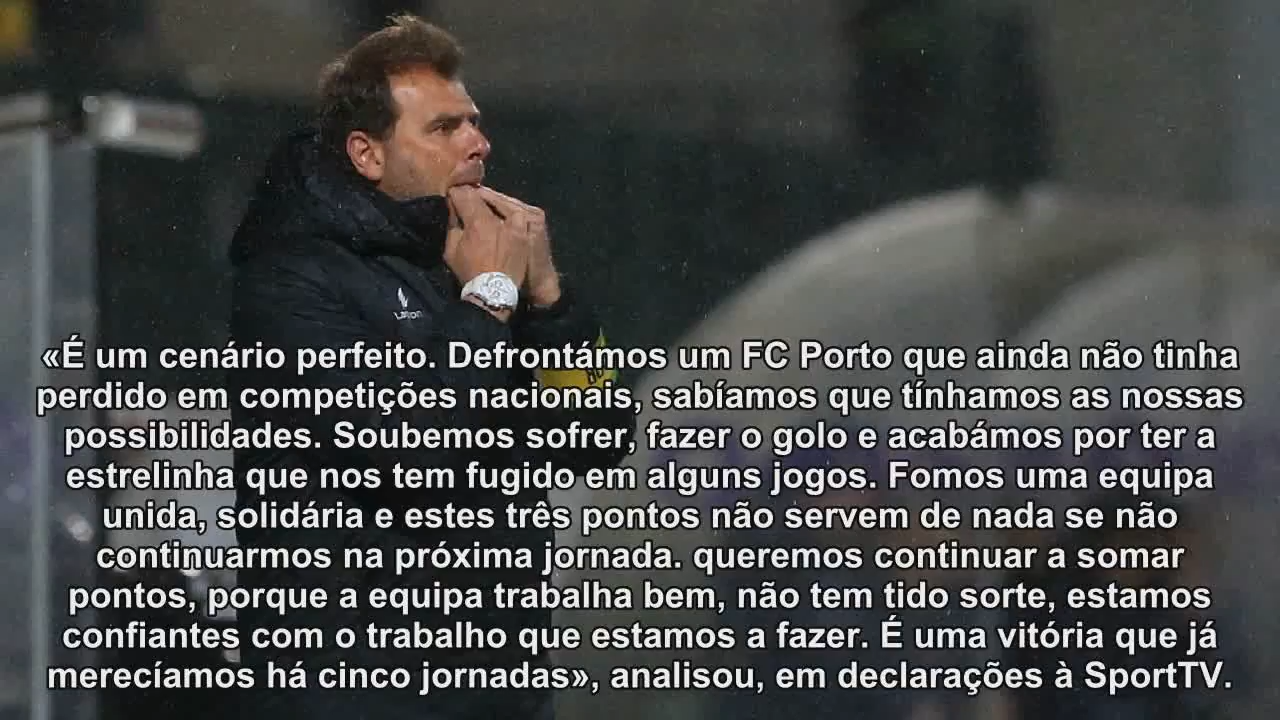 Lacatoni
«É um cenário perfeito. Defrontámos um FC Porto que ainda não tinha
perdido em competições nacionais, sabíamos que tínhamos as nossas
possibilidades. Soubemos sofrer, fazer o golo e acabámos por ter a
estrelinha que nos tem fugido em alguns jogos. Fomos uma equipa
unida, solidária e estes três pontos não servem de nada se não
continuarmos na próxima jornada. queremos continuar a somar
pontos, porque a equipa trabalha bem, não tem tido sorte, estamos
confiantes com o trabalho que estamos a fazer. É uma vitória que já
merecíamos há cinco jornadas», analisou, em declarações à SportTV.